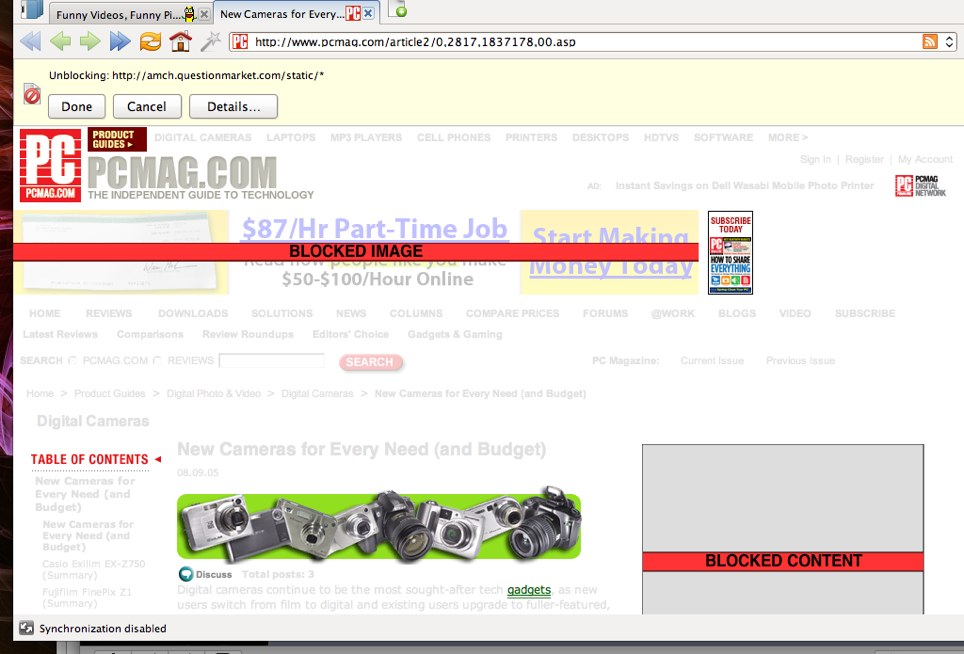 Funny Videos, Funny Pi...
New Cameras for Every...
http://www.pcmag.com/article2/0,2817,1837178,00.asp
Unblocking: http://amch.questionmarket.com/static/*
Done Cancel Details...
PC
PCMAG.COM
PRODUCT
GUIDES
DIGITAL CAMERAS LAPTOPS MP3 PLAYERS CELL PHONES PRINTERS DESKTOPS HDTVS SOFTWARE MORE >
PCMAG.COM
THE INDEPENDENT GUIDE TO TECHNOLOGY
Sign In | Register | My Account
AD: Instant Savings on Dell Wasabi Mobile Photo Printer
PC PCMAG
DIGITAL
NETWORK
$87/Hr Part-Time Job
BLOCKED IMAGE
Read how people like you make
$50-$100/Hour Online
Start Making
Money Today
SUBSCRIBE
TODAY
HOW TO SHARE
EVERYTHING
HOME REVIEWS DOWNLOADS SOLUTIONS NEWS COLUMNS COMPARE PRICES FORUMS @WORK BLOGS VIDEO SUBSCRIBE
Latest Reviews Comparisons Review Roundups Editors' Choice Gadgets & Gaming
SEARCH PCMAG.COM REVIEWS SEARCH
PC Magazine: Current Issue Previous Issue
Home > Product Guides > Digital Photo & Video > Digital Cameras > New Cameras for Every Need (and Budget)
Digital Cameras
TABLE OF CONTENTS
New Cameras for Every Need (and Budget)
New Cameras for Every Need (and Budget)
Casio Exilim EX-Z750
(Summary)
Fujifilm FinePix Z1
(Summary)
New Cameras for Every Need (and Budget)
08.09.05
Discuss Total posts: 3
Digital cameras continue to be the most sought-after tech gadgets, as new
users switch from film to digital and existing users upgrade to fuller-featured,
BLOCKED CONTENT
Synchronization disabled